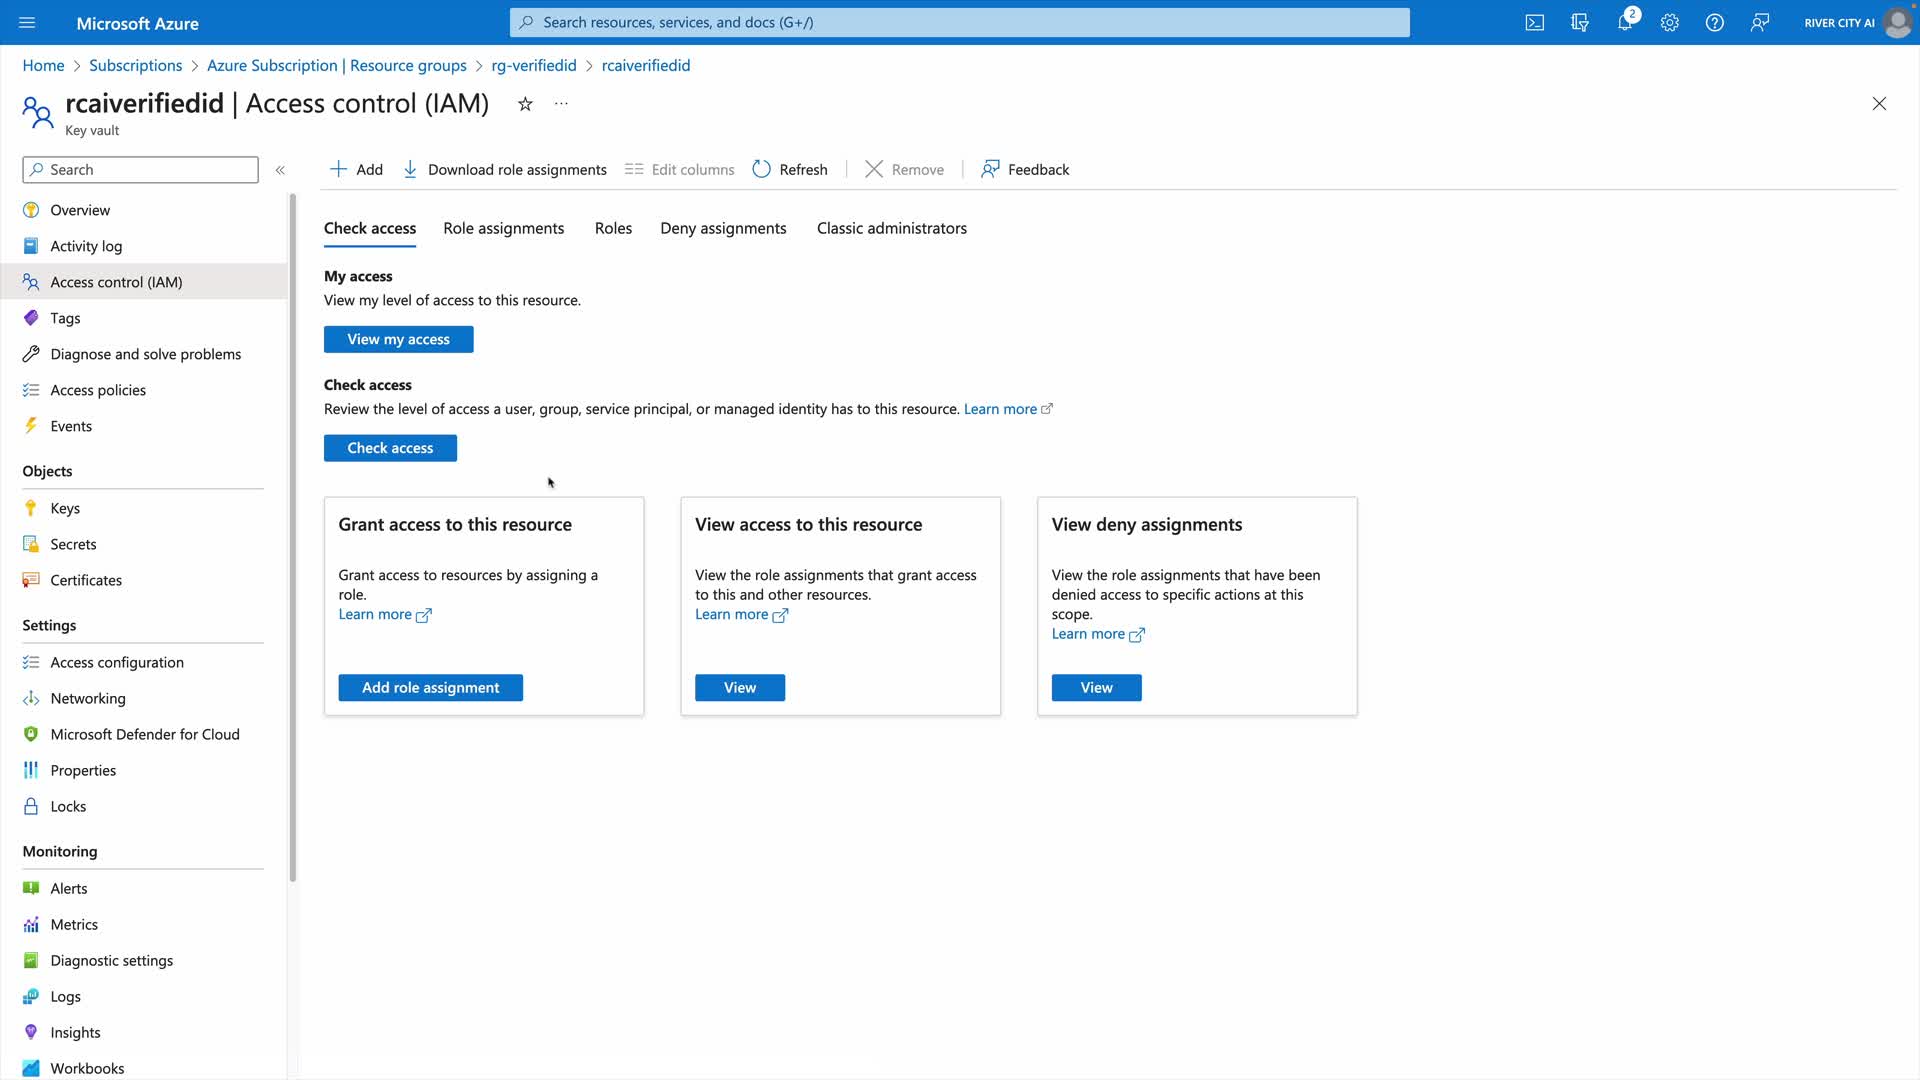 Microsoft Azure
Search resources, services, and docs (G+/)
2
RIVER CITY AI
Home > Subscriptions > Azure Subscription | Resource groups > rg-verifiedid > rcaiverifiedid
rcaiverifiedid | Access control (IAM)
Key vault
Search
Add
Download role assignments
Edit columns
Refresh
Remove
Feedback
Overview
Activity log
Access control (IAM)
Tags
Diagnose and solve problems
Access policies
Events
Objects
Keys
Secrets
Certificates
Settings
Access configuration
Networking
Microsoft Defender for Cloud
Properties
Locks
Monitoring
Alerts
Metrics
Diagnostic settings
Logs
Insights
Workbooks
Check access
Role assignments
Roles
Deny assignments
Classic administrators
My access
View my level of access to this resource.
View my access
Check access
Review the level of access a user, group, service principal, or managed identity has to this resource. Learn more
Check access
Grant access to this resource
Grant access to resources by assigning a
role.
Learn more
Add role assignment
View access to this resource
View the role assignments that grant access
to this and other resources.
Learn more
View
View deny assignments
View the role assignments that have been
denied access to specific actions at this
scope.
Learn more
View